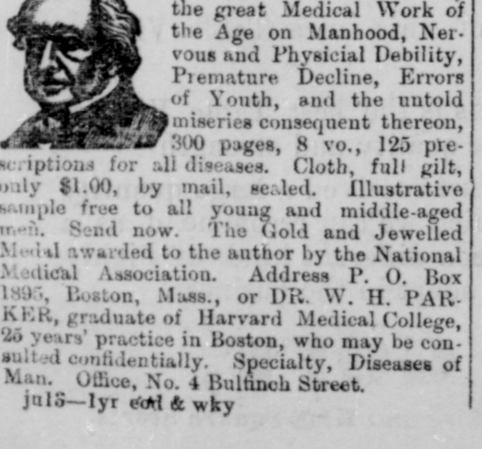 the great Medical Work of
the Age on Manhood, Ner-
vous and Physicial Debility,
Premature Decline, Errors
of Youth, and the untold
miseries consequent thereon,
300 pages, 8 vo., 125 pre-
scriptions for all diseases. Cloth, full gilt,
only $1.00, by mail, sealed. Illustrative
sample free to all young and middle-aged
men. Send now. The Gold and Jewelled
Medal awarded to the author by the National
Medical Association. Address P. O. Box
1895, Boston, Mass., or DR. W. H. PAR-
KER, graduate of Harvard Medical College,
25 years' practice in Boston, who may be con-
sulted confidentially. Specialty, Diseases of
Man. Office, No. 4 Bulfinch Street.
jul3—lyr eod & wky